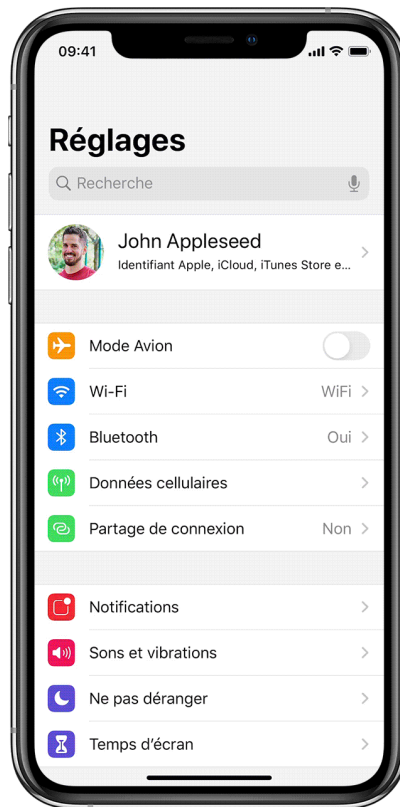 09:41
Réglages
Recherche
John Appleseed
Identifiant Apple, iCloud, iTunes Store e...
Mode Avion
Wi-Fi WiFi
Bluetooth Oui
Données cellulaires
Partage de connexion Non
Notifications
Sons et vibrations
Ne pas déranger
Temps d’écran